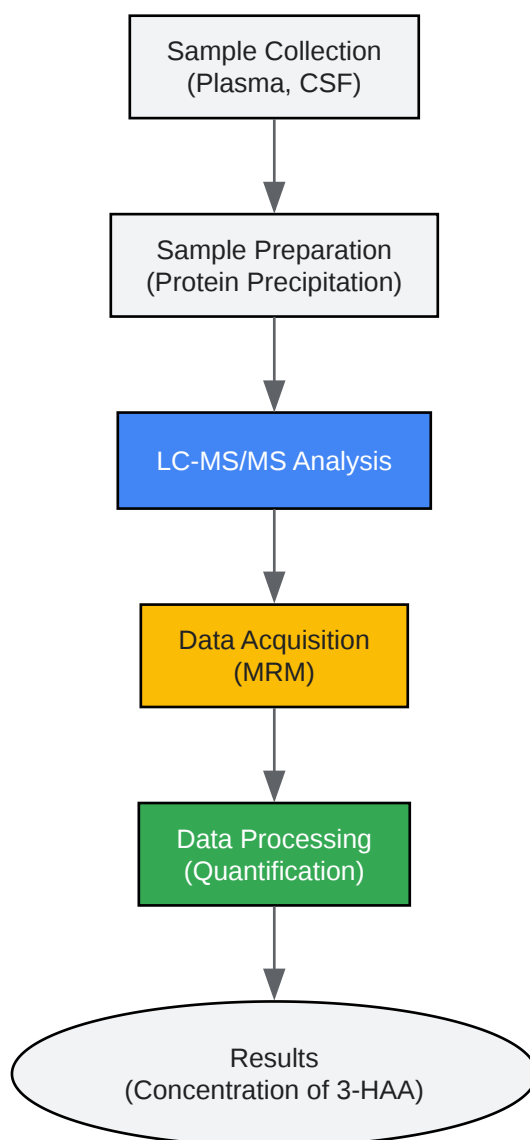 Sample Collection
(Plasma, CSF)
Sample Preparation
(Protein Precipitation)
LC-MS/MS Analysis
Data Acquisition
(MRM)
Data Processing
(Quantification)
Results
(Concentration of 3-HAA)